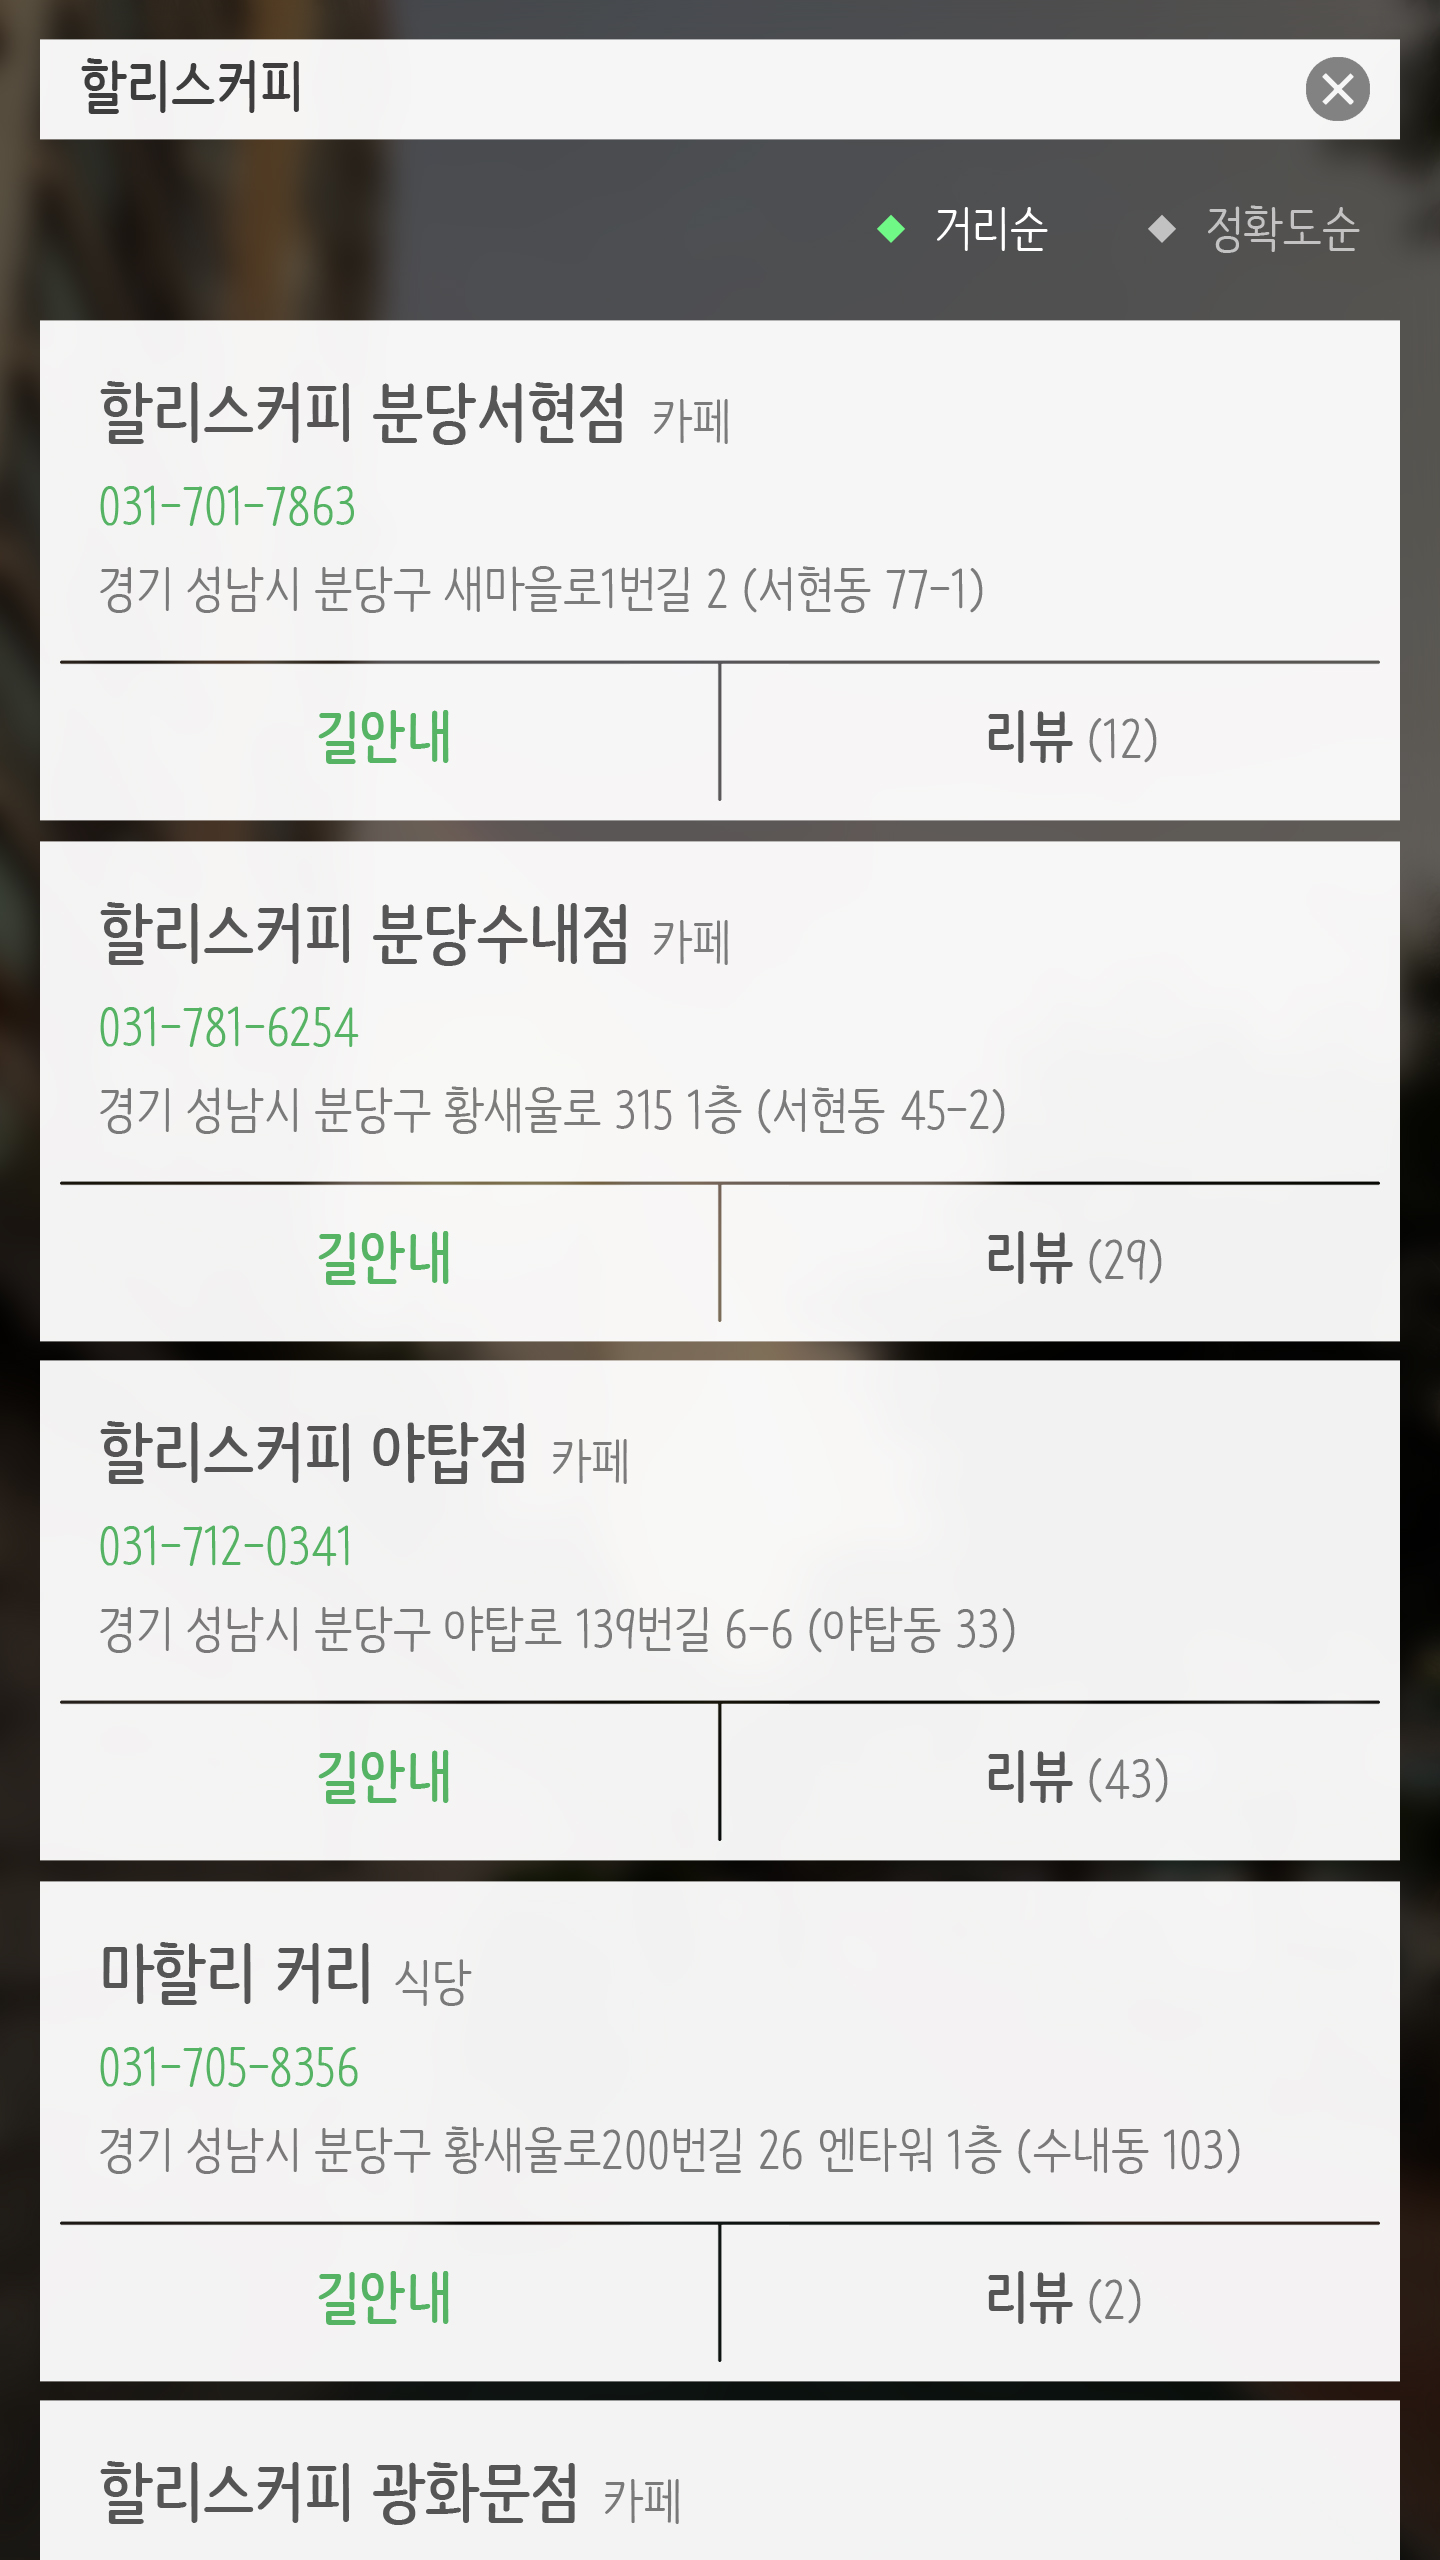 할리스커피
거리순 정확도순
할리스커피 분당서현점 카페
031-701-7863
경기 성남시 분당구 새마을로1번길 2 (서현동 77-1)
길안내 리뷰 (12)
할리스커피 분당수내점 카페
031-781-6254
경기 성남시 분당구 황새울로 315 1층 (서현동 45-2)
길안내 리뷰 (29)
할리스커피 야탑점 카페
031-712-0341
경기 성남시 분당구 야탑로 139번길 6-6 (야탑동 33)
길안내 리뷰 (43)
마할리 커리 식당
031-705-8356
경기 성남시 분당구 황새울로200번길 26 엔타워 1층 (수내동 103)
길안내 리뷰 (2)
할리스커피 광화문점 카페